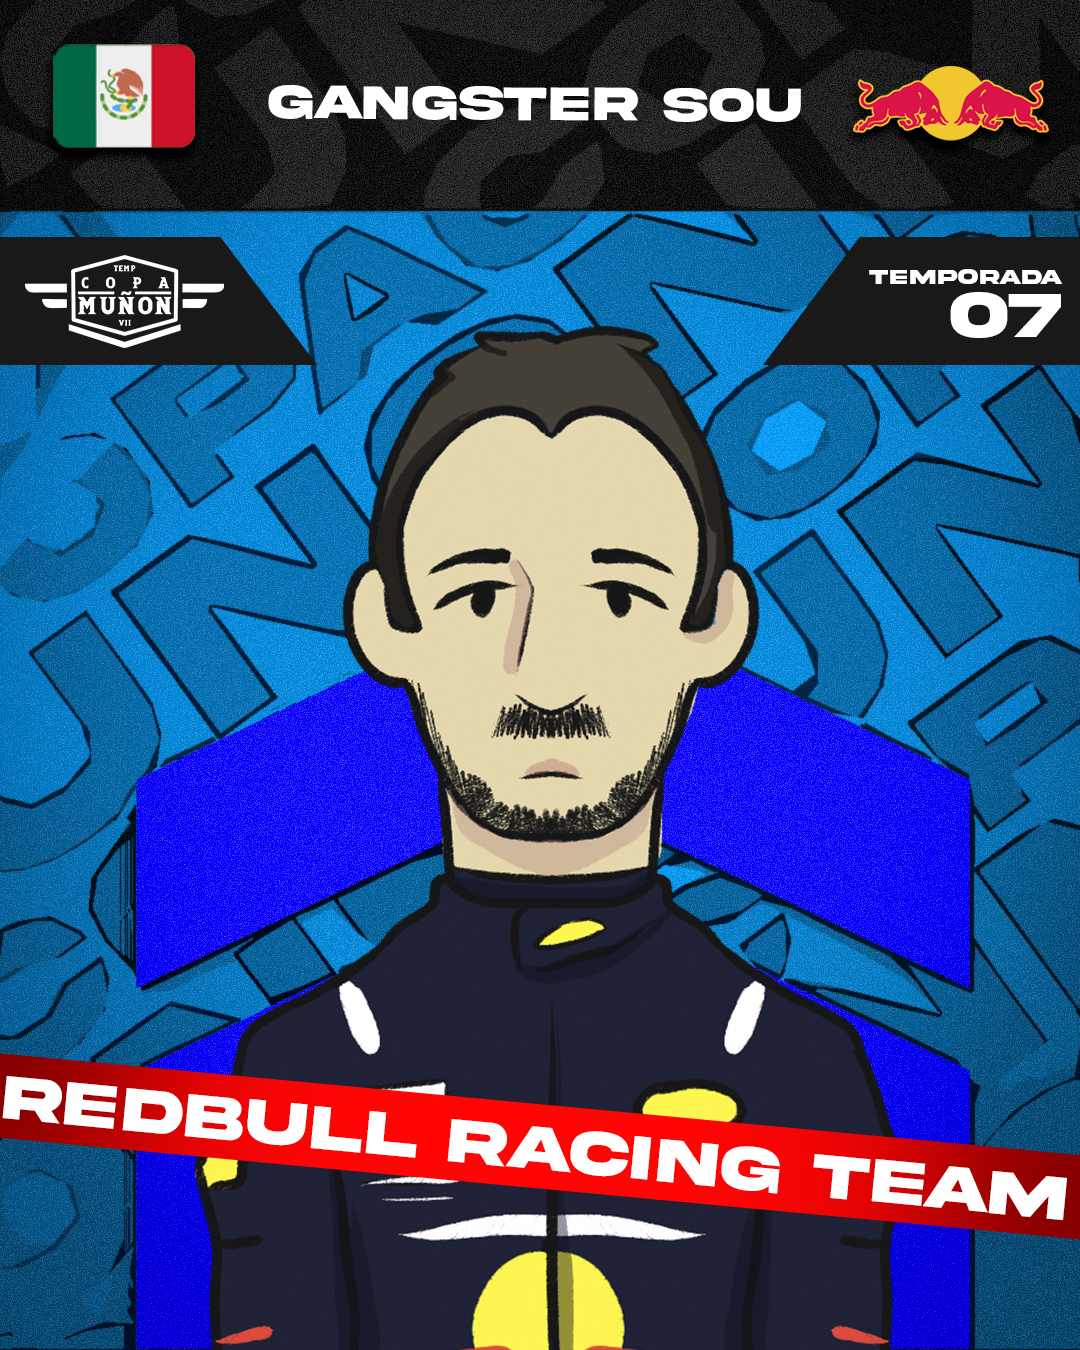 GANGSTER SOU
TEMP
COPA
MUÑON
VII
TEMPORADA
07
REDBULL RACING TEAM